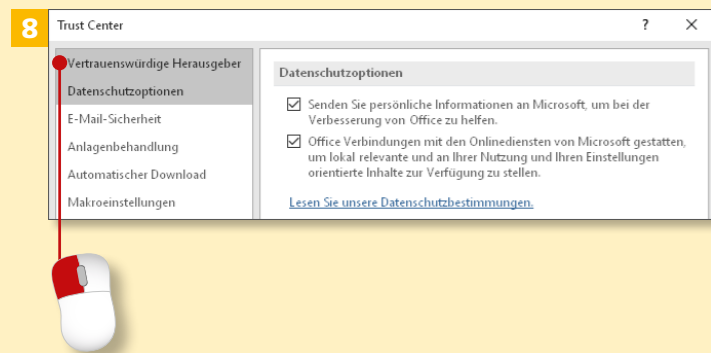 8
Trust Center
?
Vertrauenswürdige Herausgeber
Datenschutzoptionen
E-Mail-Sicherheit
Anlagenbehandlung
Automatischer Download
Makroeinstellungen
Datenschutzoptionen
Senden Sie persönliche Informationen an Microsoft, um bei der
Verbesserung von Office zu helfen.
Office Verbindungen mit den Onlinediensten von Microsoft gestatten,
um lokal relevante und an Ihrer Nutzung und Ihren Einstellungen
orientierte Inhalte zur Verfügung zu stellen.
Lesen Sie unsere Datenschutzbestimmungen.